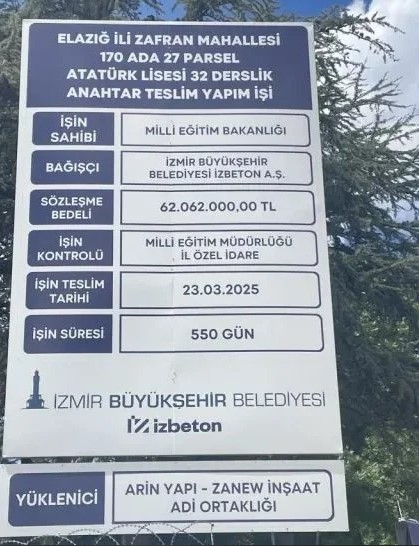 ELAZIĞ İLİ ZAFRAN MAHALLESİ
170 ADA 27 PARSEL
ATATÜRK LİSESİ 32 DERSLİK
ANAHTAR TESLİM YAPIM İŞİ
İŞİN
SAHİBİ
MİLLİ EĞİTİM BAKANLIĞI
BAĞIŞÇI
İZMİR BÜYÜKŞEHİR
BELEDİYESİ İZBETON A.Ş.
SÖZLEŞME
BEDELİ
62.062.000,00 TL
İŞİN
KONTROLÜ
MİLLİ EĞİTİM MÜDÜRLÜĞÜ
İL ÖZEL İDARE
İŞİN TESLİM
TARİHİ
23.03.2025
İŞİN SÜRESİ
550 GÜN
İZMİR BÜYÜKŞEHİR BELEDİYESİ
izbeton
YÜKLENİCİ
ARİN YAPI - ZANEW İNŞAAT
ADİ ORTAKLIĞI